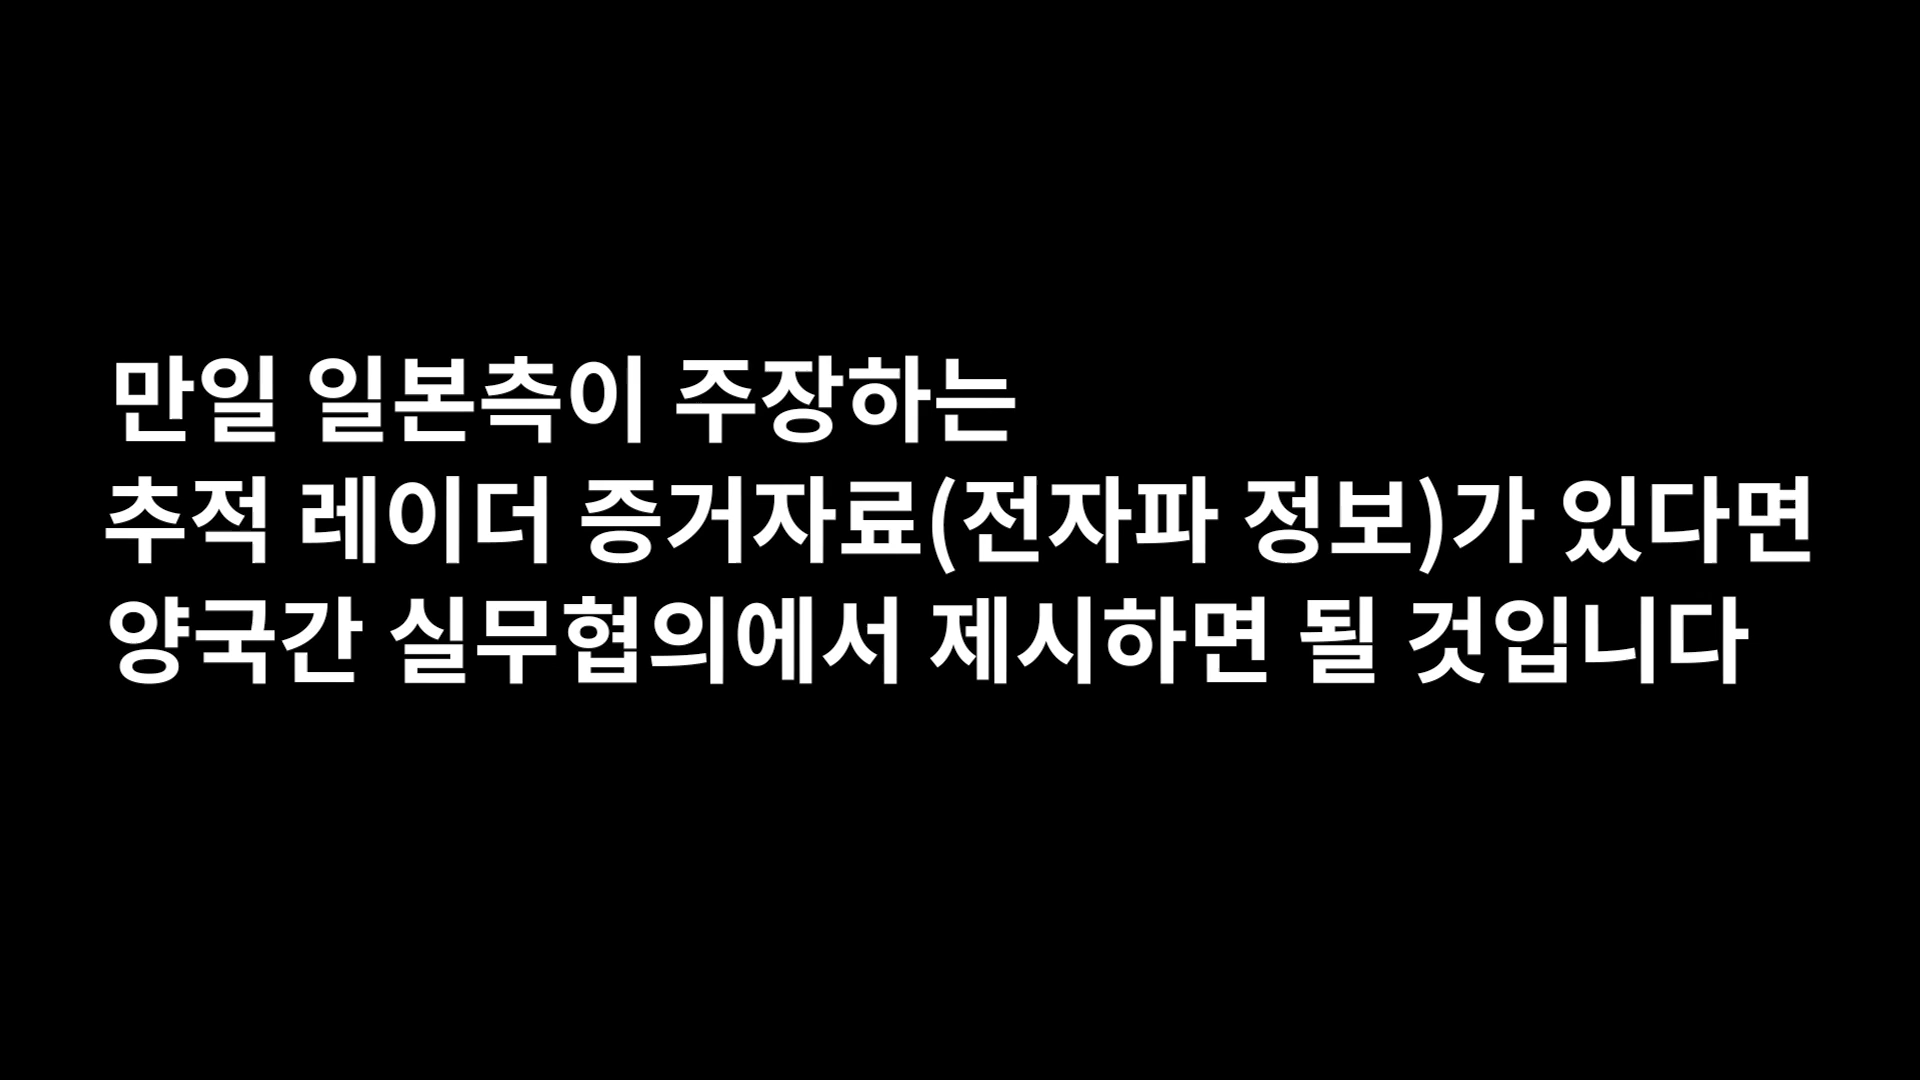 만일 일본측이 주장하는
추적 레이더 증거자료(전자파 정보)가 있다면
양국간 실무협의에서 제시하면 될 것입니다